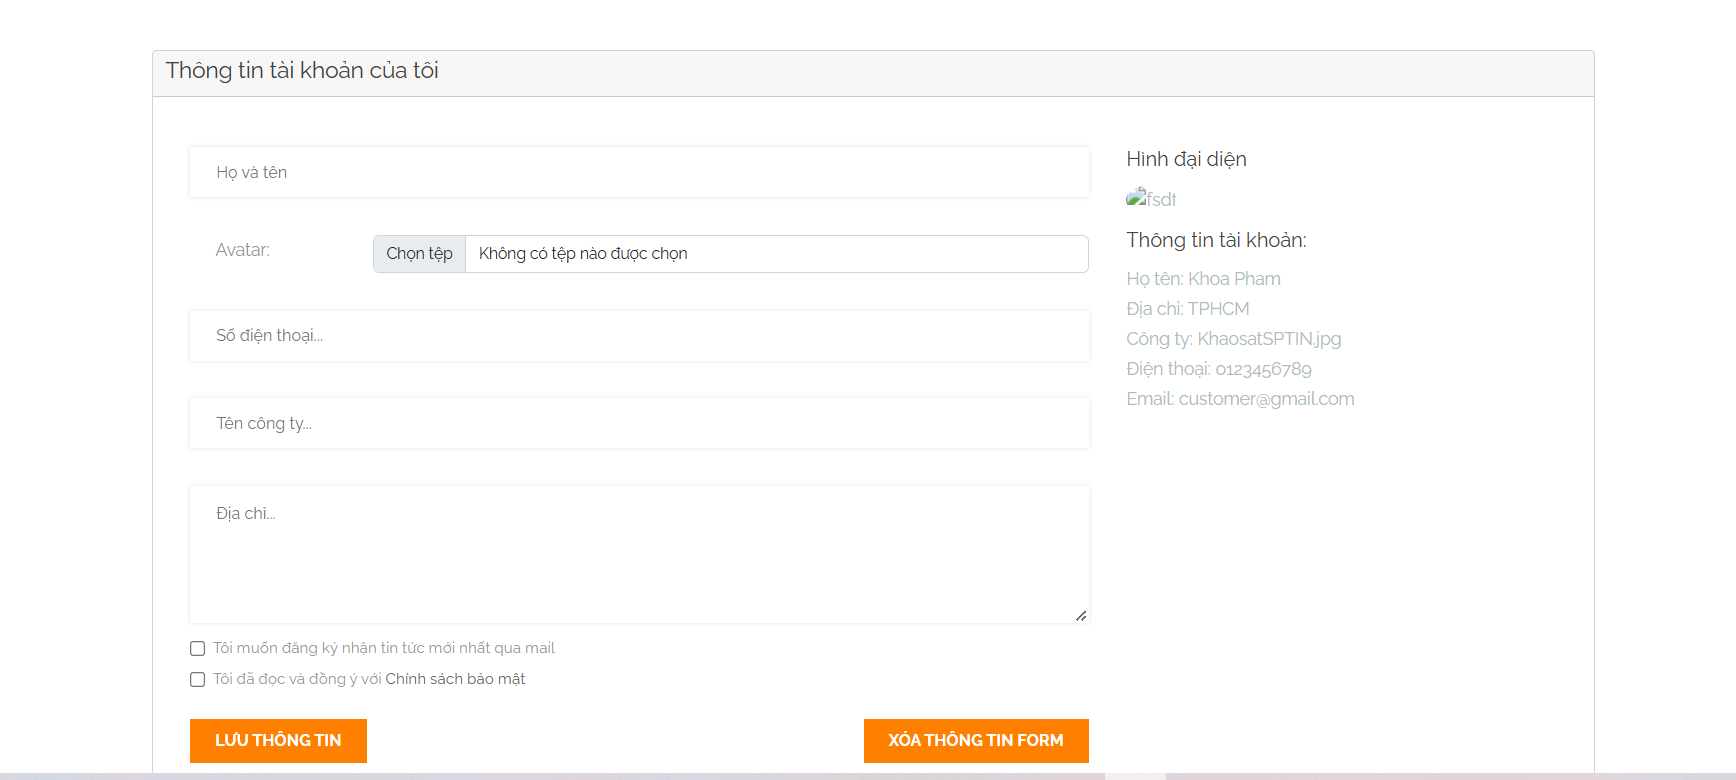 Thông tin tài khoản của tôi
Họ và tên
Avatar:
Chọn tệp Không có tệp nào được chọn
Số điện thoại...
Tên công ty...
Địa chỉ...
Tôi muốn đăng ký nhận tin tức mới nhất qua mail
Tôi đã đọc và đồng ý với Chính sách bảo mật
LƯU THÔNG TIN
XÓA THÔNG TIN FORM
Hình đại diện
fsdf
Thông tin tài khoản:
Họ tên: Khoa Pham
Địa chỉ: TPHCM
Công ty: KhaosatSPTIN.jpg
Điện thoại: 0123456789
Email: customer@gmail.com